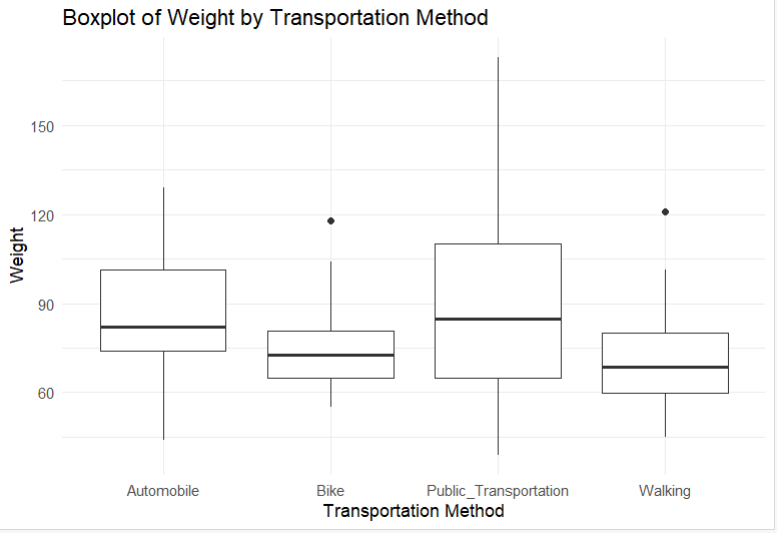 Boxplot of Weight by Transportation Method
150
120
90
60
Weight
Automobile Bike Public_Transportation Walking
Transportation Method